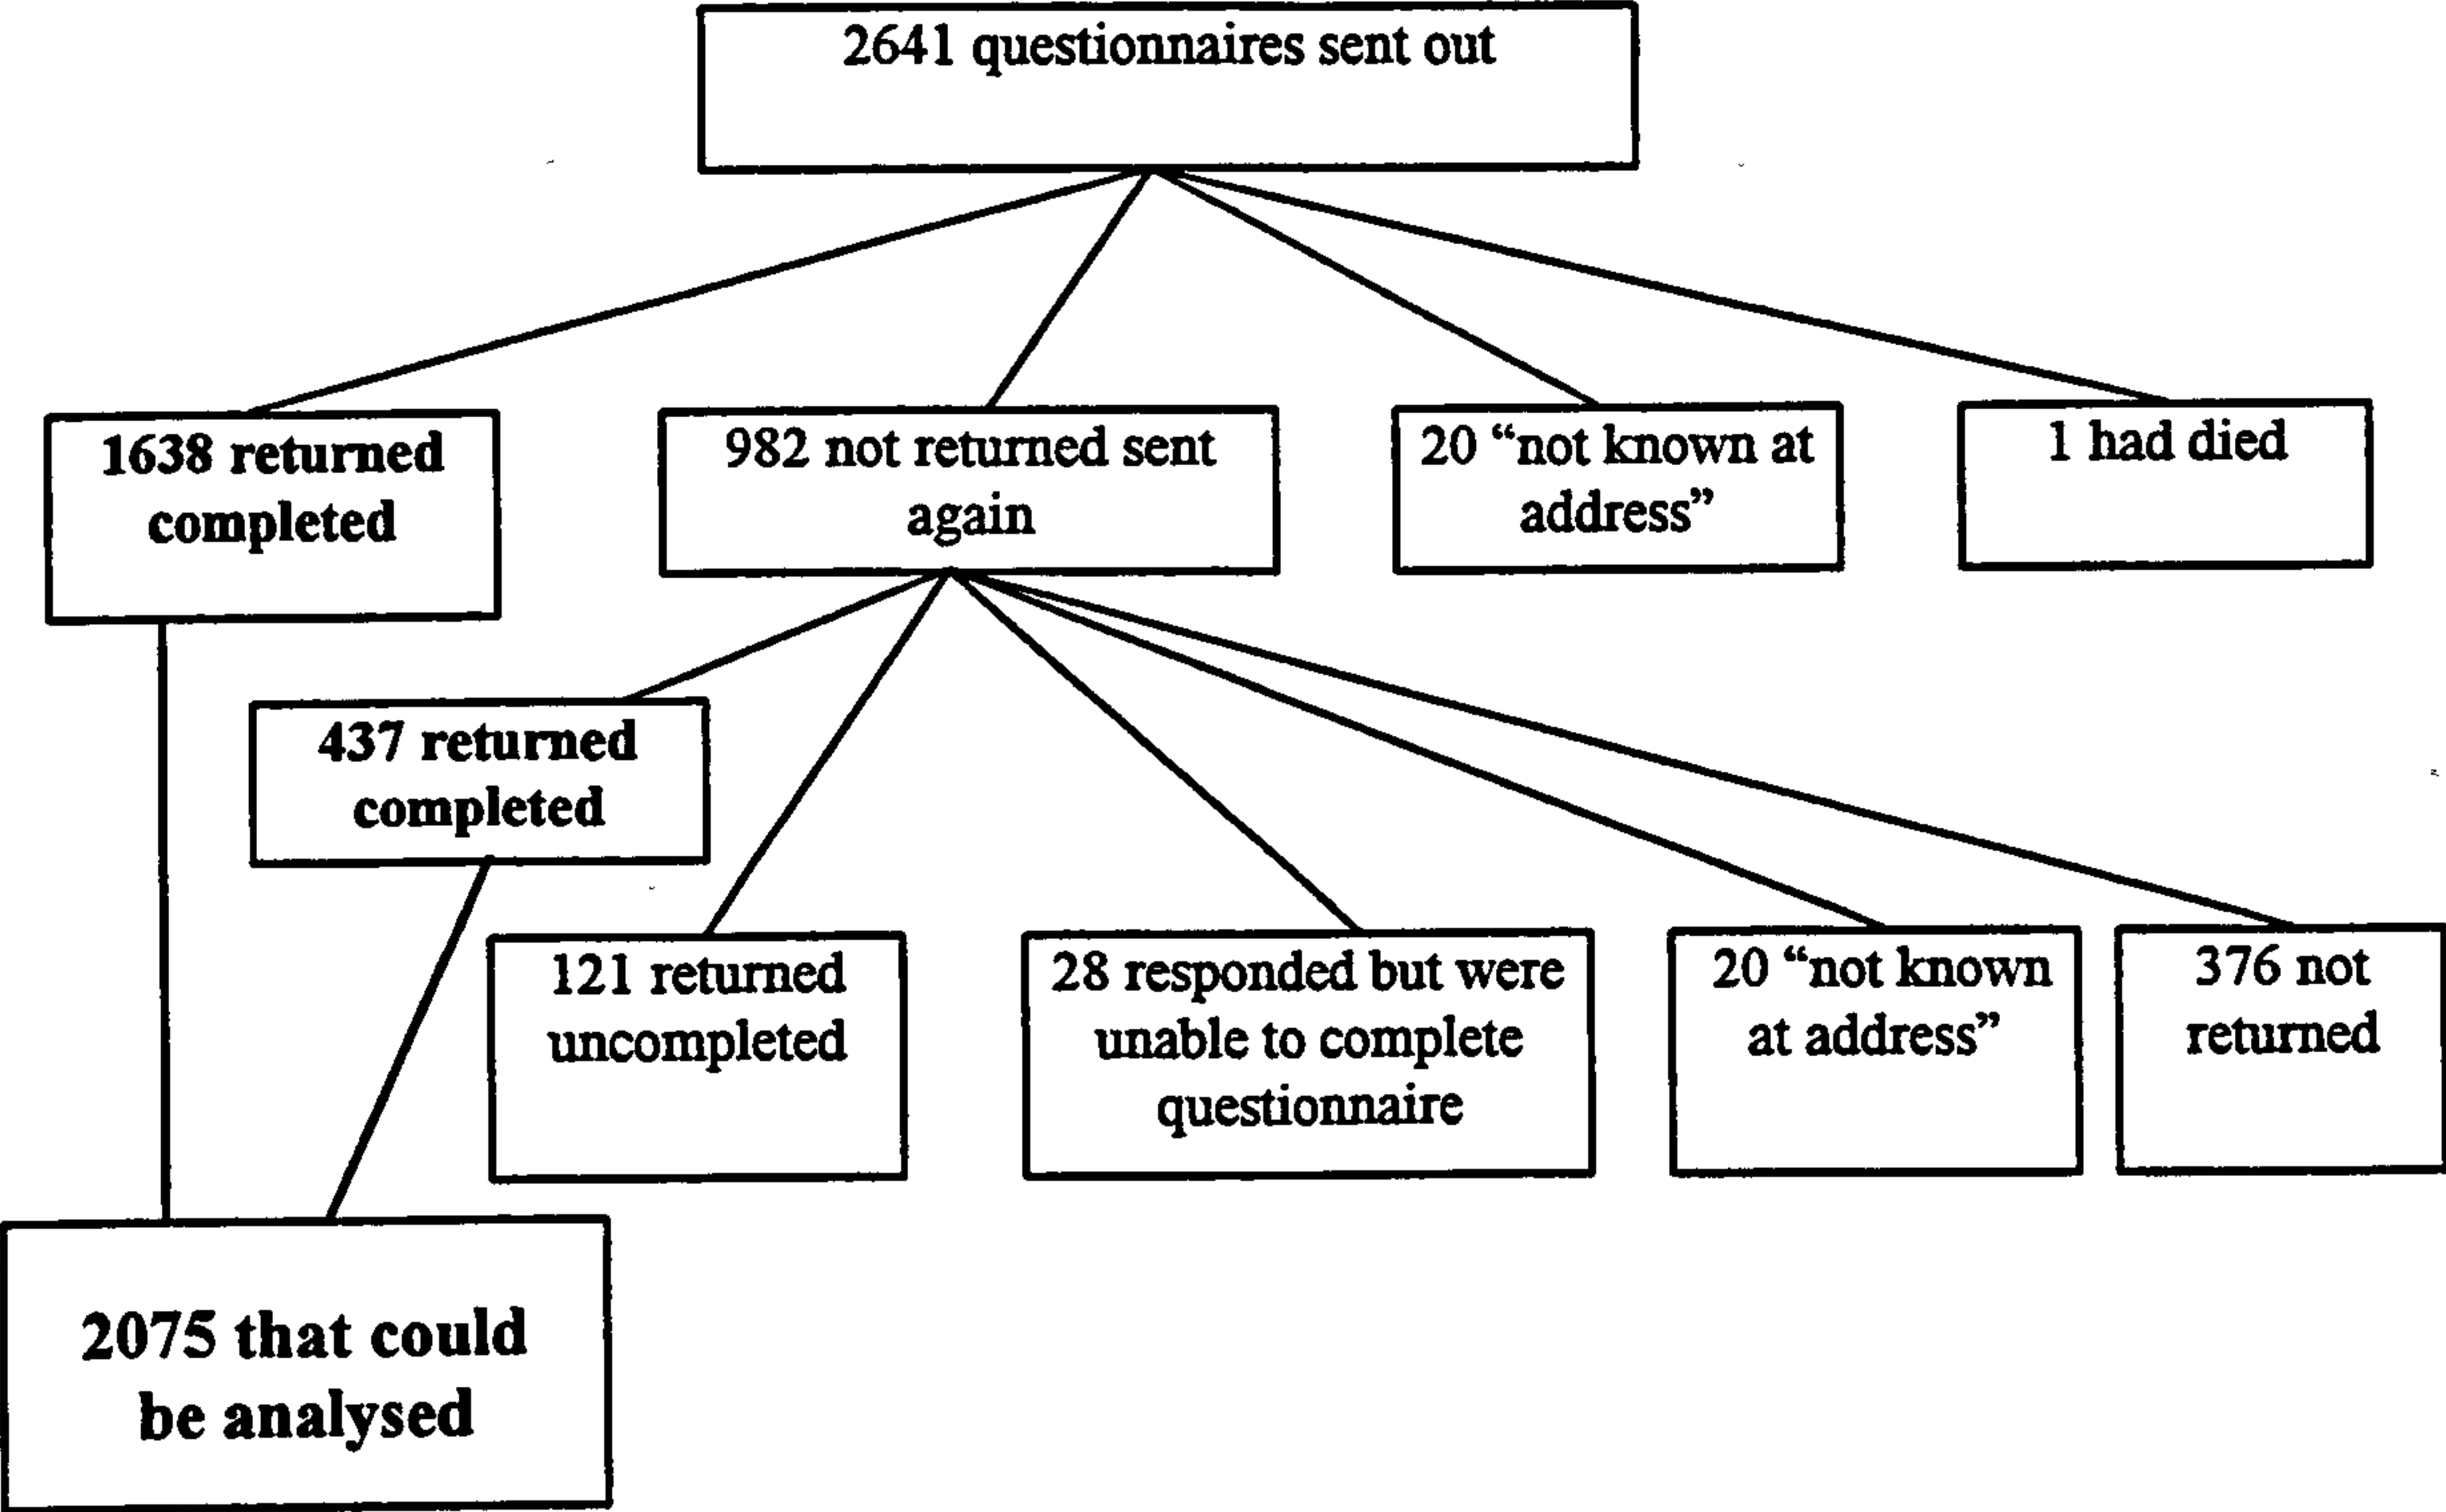 2641 questionnaires sent out
1638 returned
completed
982 not returned sent
again
20 “not known at
address”
1 had died
437 returned
completed
121 returned
uncompleted
28 responded but were
unable to complete
questionnaire
20 “not known
at address”
376 not
returned
2075 that could
be analysed